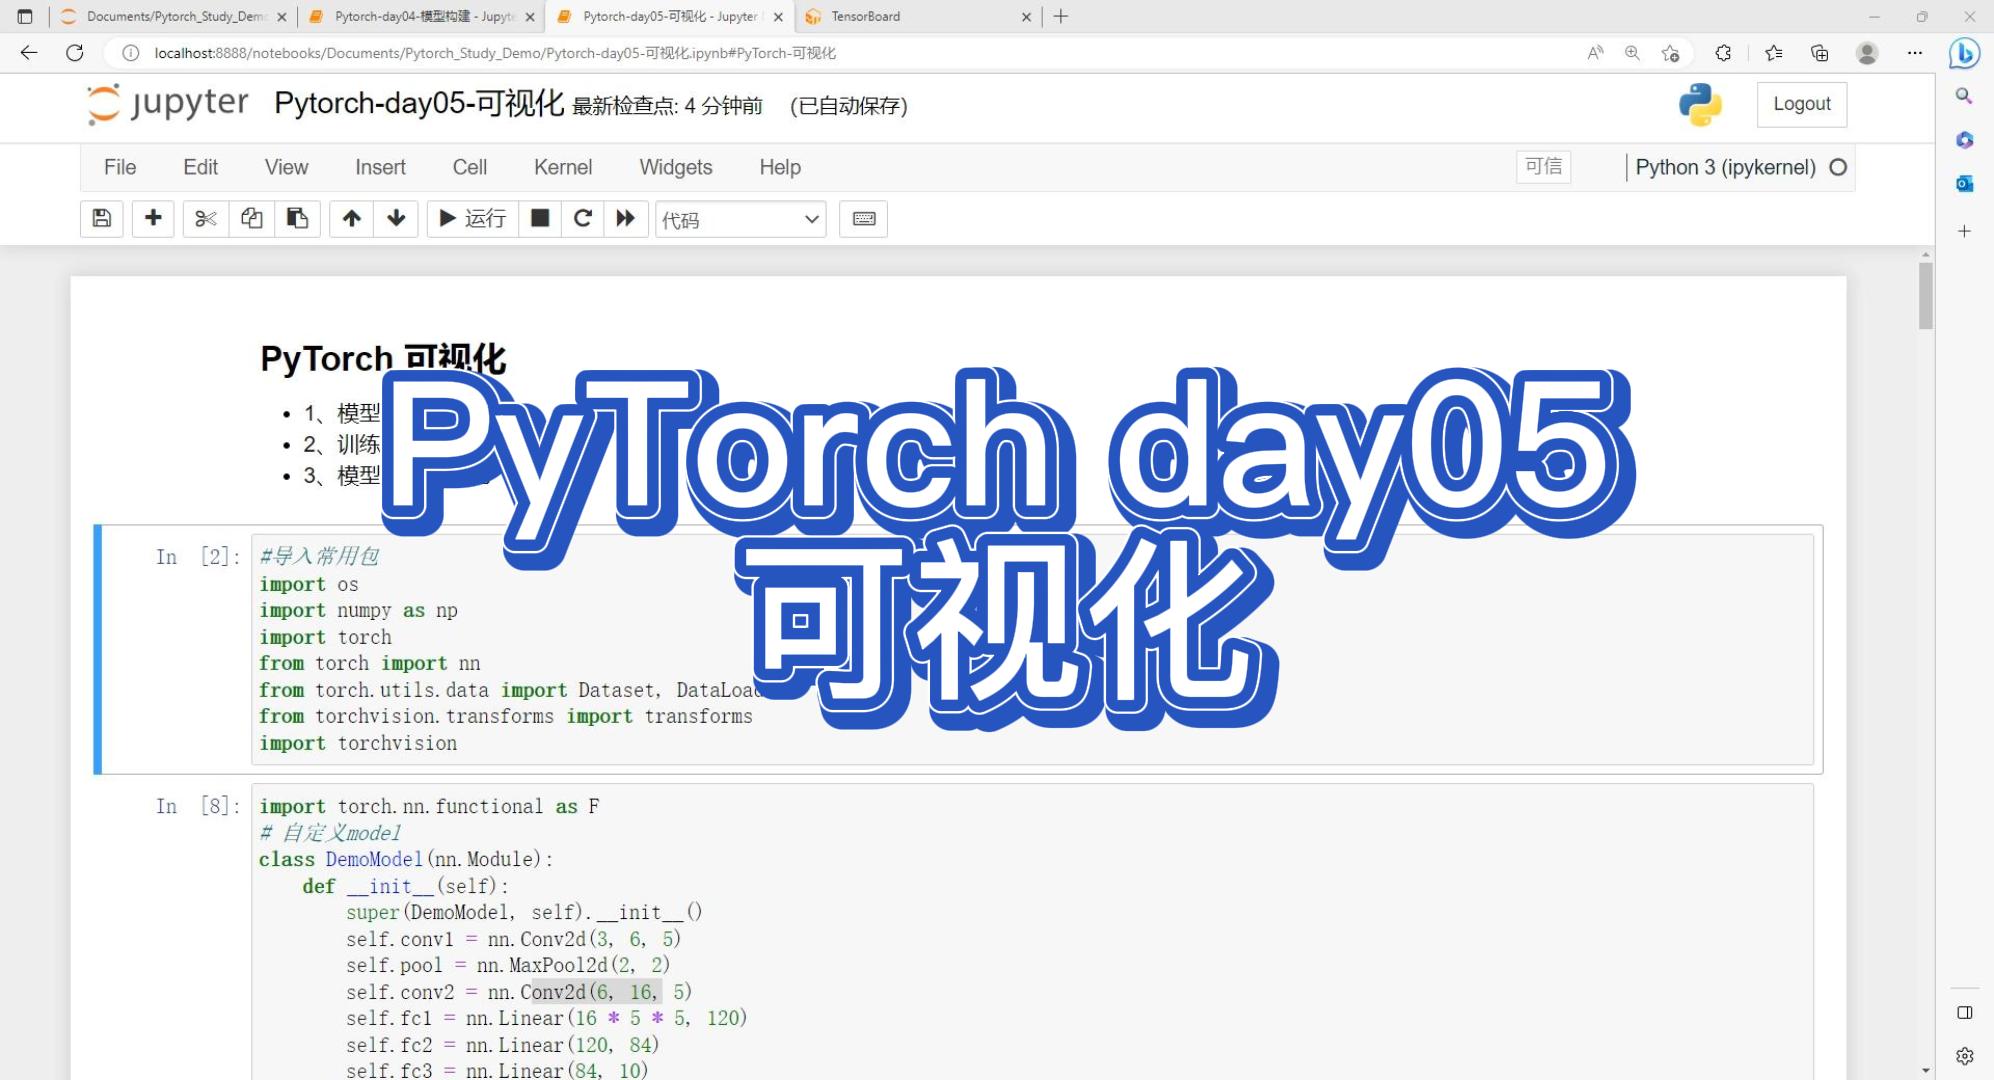 Documents/Pytorch_Study_Dem
Pytorch-day04-模型构建 - Jupyte
Pytorch-day05-可视化 - Jupyter
TensorBoard
localhost:8888/notebooks/Documents/Pytorch_Study_Demo/Pytorch-day05-可视化.ipynb#PyTorch-可视化
jupyter Pytorch-day05-可视化 最新检查点: 4 分钟前 (已自动保存)
Logout
File Edit View Insert Cell Kernel Widgets Help
可信
Python 3 (ipykernel)
运行
代码
PyTorch 可视化
1、模型
2、训练
3、模型
PyTorch day05
可视化
In [2]:
#导入常用包
import os
import numpy as np
import torch
from torch import nn
from torch.utils.data import Dataset, DataLoad
from torchvision.transforms import transforms
import torchvision
In [8]:
import torch.nn.functional as F
# 自定义model
class DemoModel(nn.Module):
def __init__(self):
super(DemoModel, self).__init__()
self.conv1 = nn.Conv2d(3, 6, 5)
self.pool = nn.MaxPool2d(2, 2)
self.conv2 = nn.Conv2d(6, 16, 5)
self.fc1 = nn.Linear(16 * 5 * 5, 120)
self.fc2 = nn.Linear(120, 84)
self.fc3 = nn.Linear(84, 10)